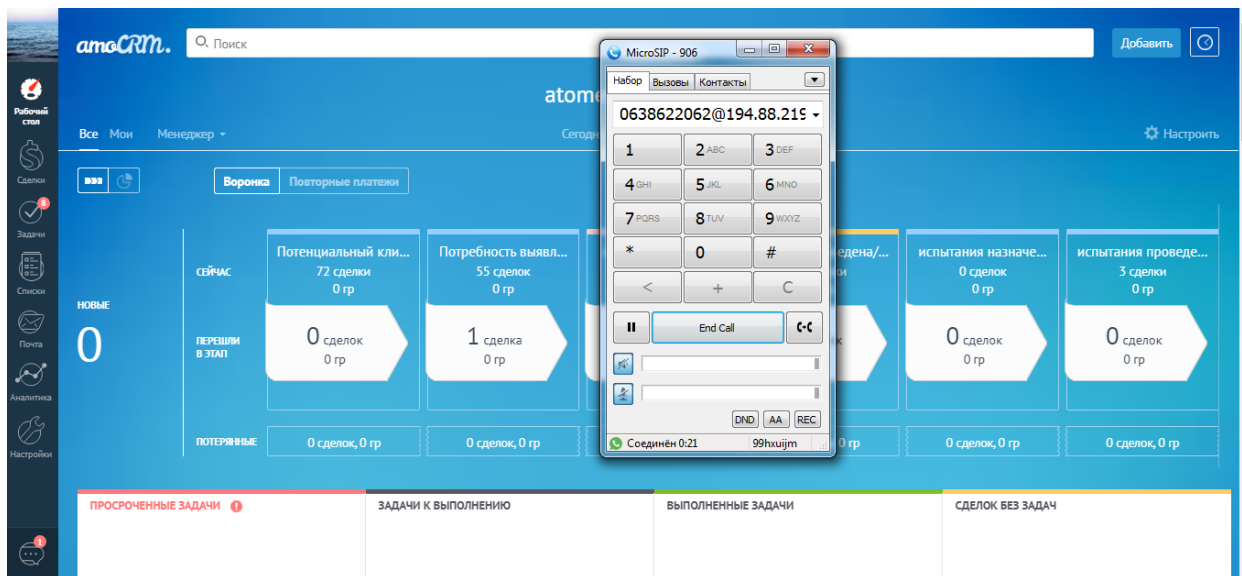 amoCRM.
Поиск
Добавить
Рабочий
стол
Сделки
8
Задачи
Списки
Почта
Аналитика
Настройки
1
atome
Все Мои Менеджер
Настроить
Воронка Повторные платежи
НОВЫЕ
0
СЕЙЧАС
ПЕРЕШЛИ
В ЭТАП
ПОТЕРЯННЫЕ
Потенциальный кли...
72 сделки
0 гр
0 сделок
0 гр
0 сделок, 0 гр
Потребность выявл...
55 сделок
0 гр
1 сделка
0 гр
0 сделок, 0 гр
MicroSIP - 906
Набор Вызовы Контакты
0638622062@194.88.219
1 2 ABC 3 DEF
4 GHI 5 JKL 6 MNO
7 PQRS 8 TUV 9 WXYZ
* 0 #
< + C
End Call
DND AA REC
Соединён 0:21 99hxuijm
0 гр
испытания назначе...
0 сделок
0 гр
0 сделок
0 гр
0 сделок, 0 гр
испытания проведе...
3 сделки
0 гр
0 сделок
0 гр
0 сделок, 0 гр
ПРОСРОЧЕННЫЕ ЗАДАЧИ
ЗАДАЧИ К ВЫПОЛНЕНИЮ
ВЫПОЛНЕННЫЕ ЗАДАЧИ
СДЕЛОК БЕЗ ЗАДАЧ